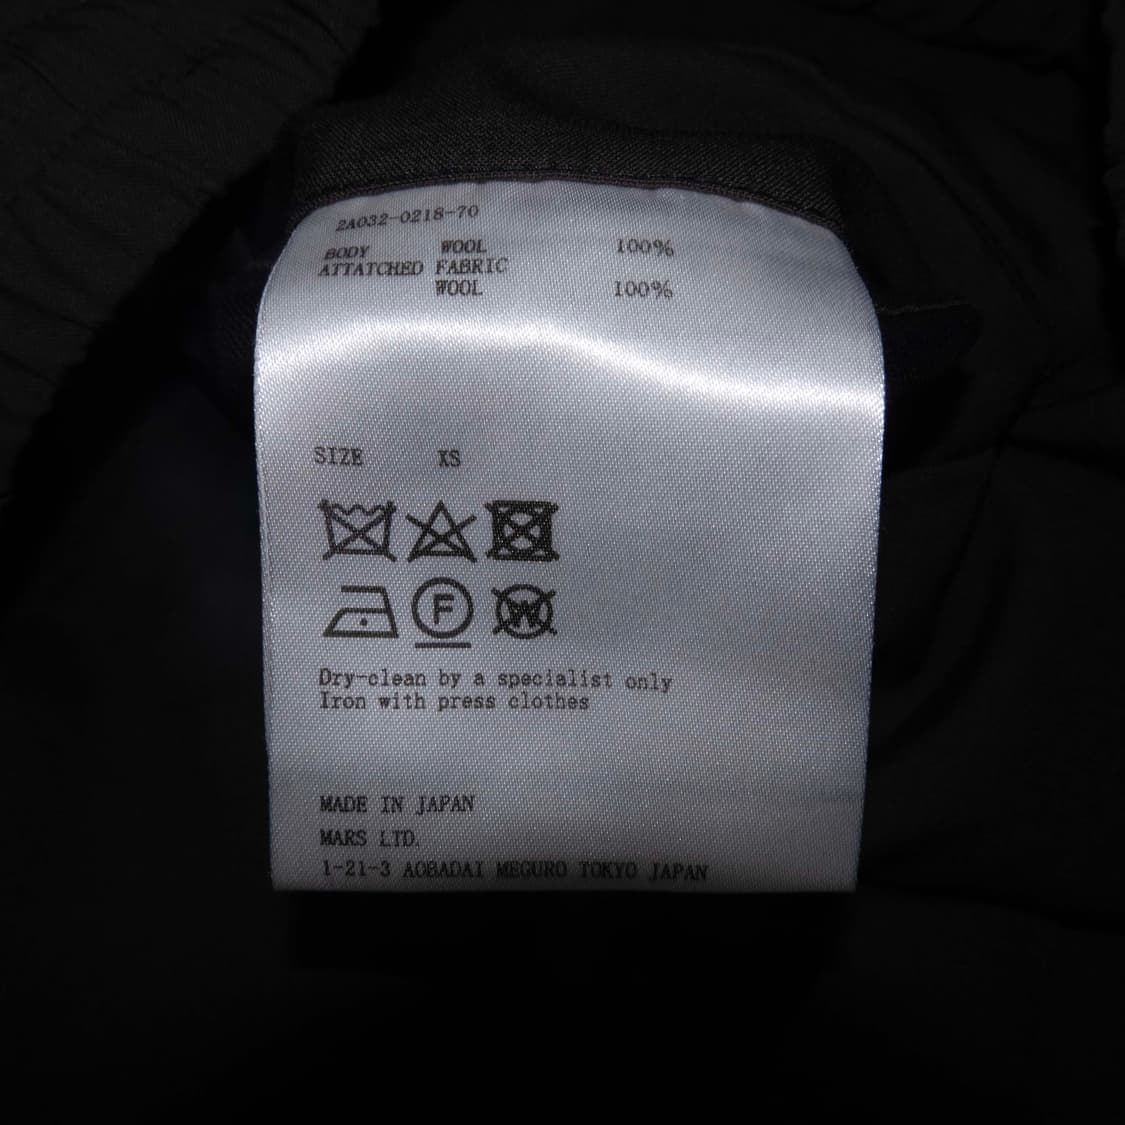 2A032-0218-70
BODY WOOL 100%
ATTATCHED FABRIC
WOOL 100%
SIZE XS
F W
Dry-clean by a specialist only
Iron with press clothes
MADE IN JAPAN
MARS LTD.
1-21-3 AOBADAI MEGURO TOKYO JAPAN